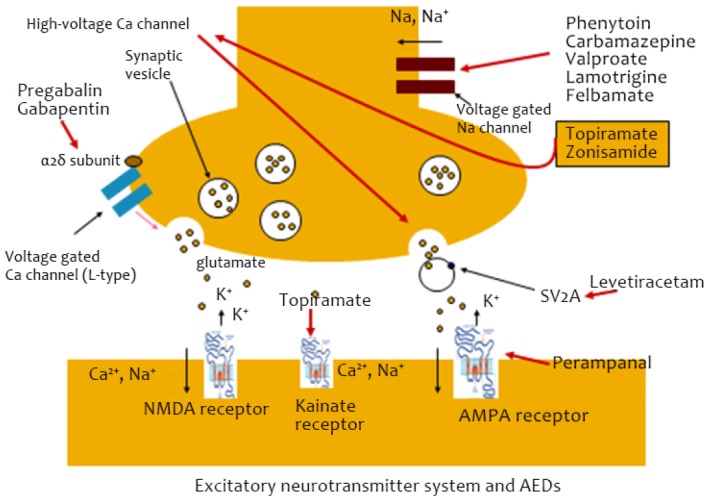 High-voltage Ca channel
Na, Na⁺
Phenytoin
Carbamazepine
Valproate
Lamotrigine
Felbamate
Synaptic
vesicle
Pregabalin
Gabapentin
Voltage gated
Na channel
Topiramate
Zonisamide
α2δ subunit
Voltage gated
Ca channel (L-type)
glutamate
K⁺
K⁺
Topiramate
K⁺
SV2A
Levetiracetam
Perampanal
Ca²⁺, Na⁺
Ca²⁺, Na⁺
NMDA receptor
Kainate
receptor
AMPA receptor
Excitatory neurotransmitter system and AEDs